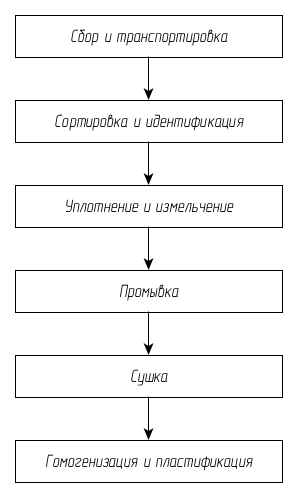 Сбор и транспортировка
Сортировка и идентификация
Уплотнение и измельчение
Промывка
Сушка
Гомогенизация и пластификация